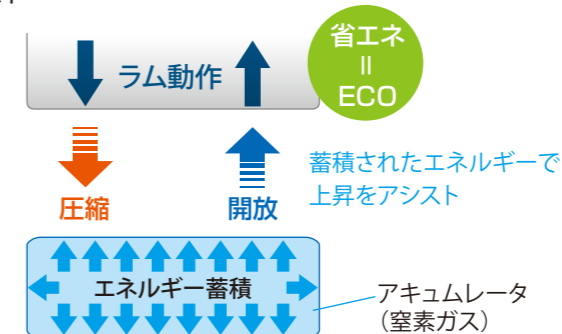 省エネ
॥
ECO
ラム動作
蓄積されたエネルギーで
上昇をアシスト
圧縮
開放
エネルギー蓄積
アキュムレータ
（窒素ガス）